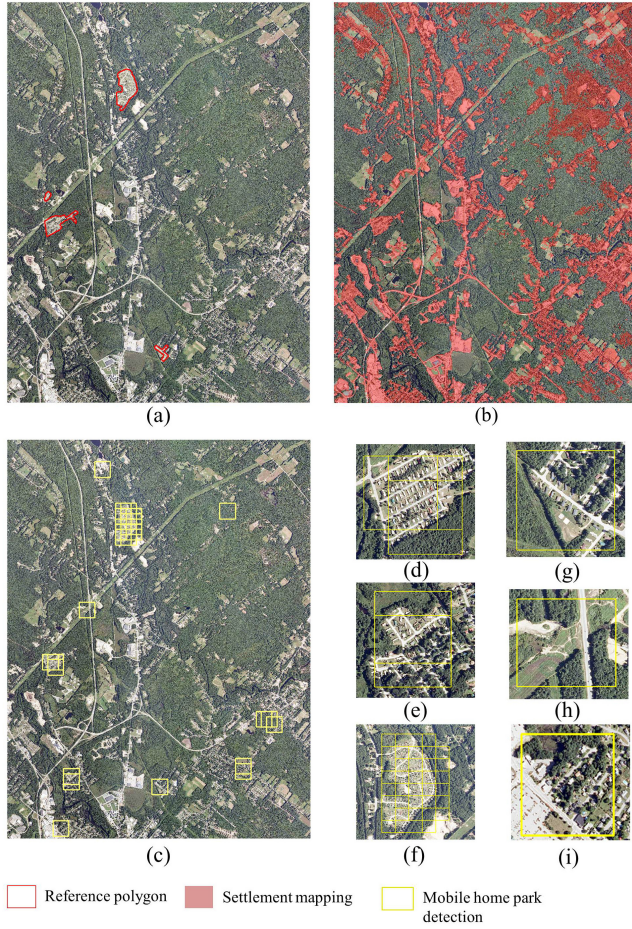 (a)
(b)
(c)
(d)
(g)
(e)
(h)
(f)
(i)
Reference polygon
Settlement mapping
Mobile home park
detection